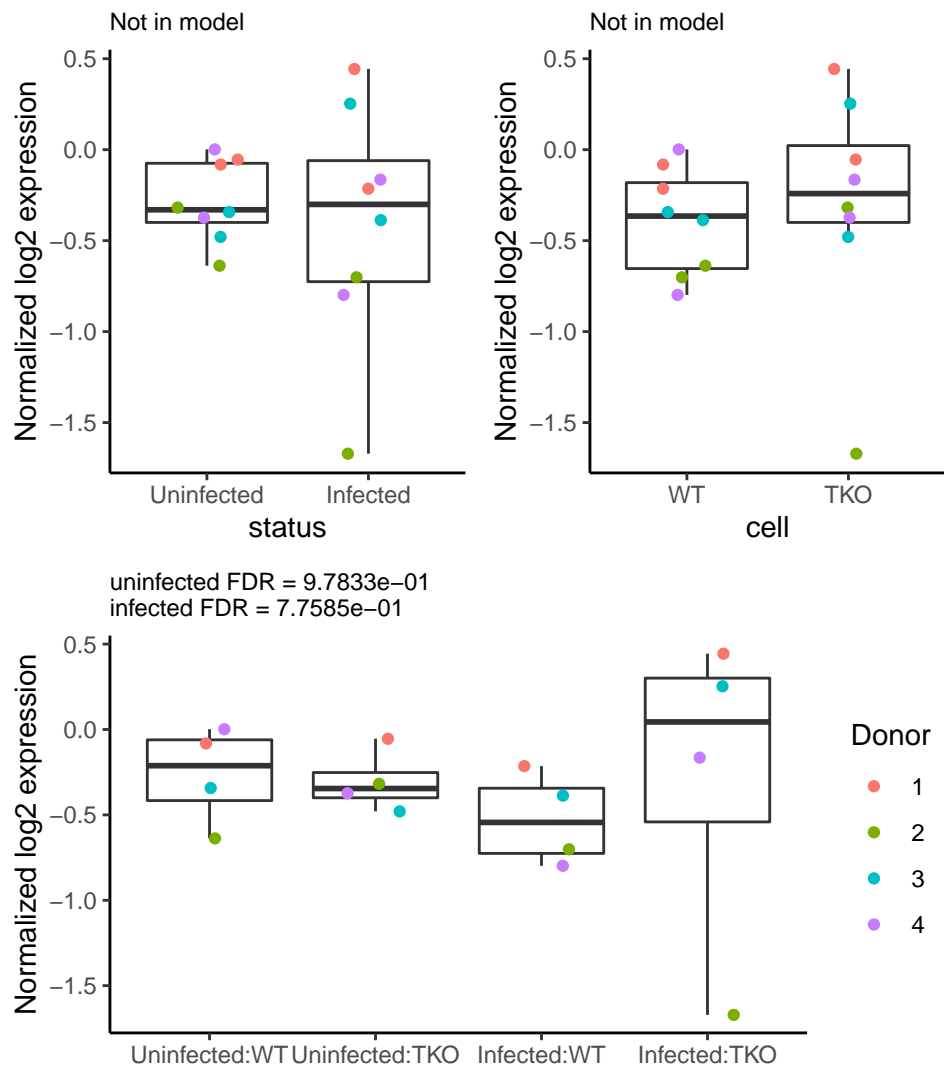 Not in model
Normalized log2 expression
0.5
0.0
−0.5
−1.0
−1.5
Uninfected Infected
status
Not in model
Normalized log2 expression
0.5
0.0
−0.5
−1.0
−1.5
WT TKO
cell
uninfected FDR = 9.7833e−01
infected FDR = 7.7585e−01
Normalized log2 expression
0.5
0.0
−0.5
−1.0
−1.5
Uninfected:WT Uninfected:TKO Infected:WT Infected:TKO
Donor
1
2
3
4